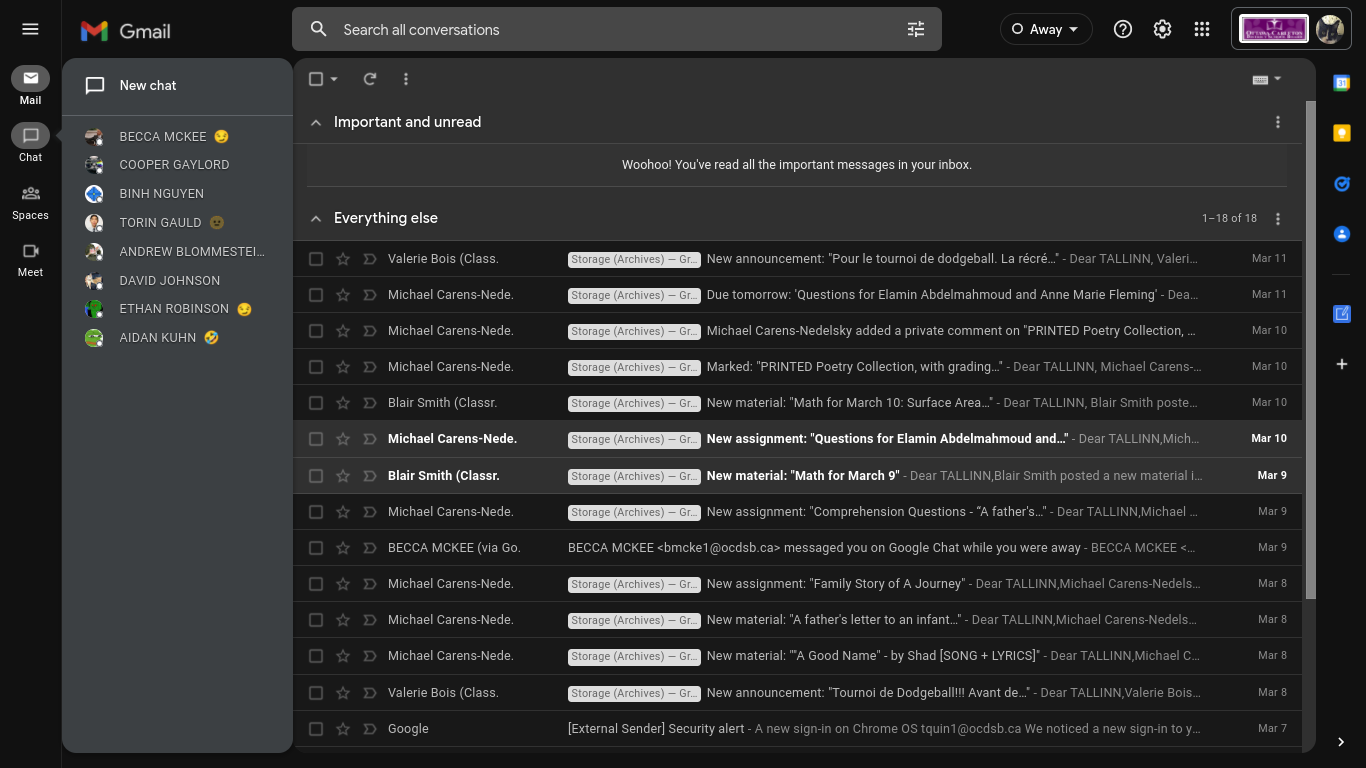 Gmail
Search all conversations
Away
OTTAWA-CARLETON
Mail
Chat
Spaces
Meet
New chat
BECCA MCKEE 😏
COOPER GAYLORD
BINH NGUYEN
TORIN GAULD
ANDREW BLOMMESTEI…
DAVID JOHNSON
ETHAN ROBINSON 😏
AIDAN KUHN 🤣
Important and unread
Woohoo! You've read all the important messages in your inbox.
Everything else 1–18 of 18
Valerie Bois (Class. Storage (Archives) — Gr... New announcement: "Pour le tournoi de dodgeball. La récré…" - Dear TALLINN, Valeri… Mar 11
Michael Carens-Nede. Storage (Archives) — Gr... Due tomorrow: 'Questions for Elamin Abdelmahmoud and Anne Marie Fleming' - Dea… Mar 11
Michael Carens-Nede. Storage (Archives) — Gr... Michael Carens-Nedelsky added a private comment on "PRINTED Poetry Collection, … Mar 10
Michael Carens-Nede. Storage (Archives) — Gr... Marked: "PRINTED Poetry Collection, with grading…" - Dear TALLINN, Michael Carens-… Mar 10
Blair Smith (Classr. Storage (Archives) — Gr... New material: "Math for March 10: Surface Area…" - Dear TALLINN, Blair Smith poste… Mar 10
Michael Carens-Nede. Storage (Archives) — Gr... New assignment: "Questions for Elamin Abdelmahmoud and…" - Dear TALLINN,Mich… Mar 10
Blair Smith (Classr. Storage (Archives) — Gr... New material: "Math for March 9" - Dear TALLINN,Blair Smith posted a new material i… Mar 9
Michael Carens-Nede. Storage (Archives) — Gr... New assignment: "Comprehension Questions - “A father's…" - Dear TALLINN,Michael … Mar 9
BECCA MCKEE (via Go. BECCA MCKEE <bmcke1@ocdsb.ca> messaged you on Google Chat while you were away - BECCA MCKEE <… Mar 9
Michael Carens-Nede. Storage (Archives) — Gr... New assignment: "Family Story of A Journey" - Dear TALLINN,Michael Carens-Nedels… Mar 8
Michael Carens-Nede. Storage (Archives) — Gr... New material: "A father's letter to an infant…" - Dear TALLINN,Michael Carens-Nedels… Mar 8
Michael Carens-Nede. Storage (Archives) — Gr... New material: ""A Good Name" - by Shad [SONG + LYRICS]" - Dear TALLINN,Michael C… Mar 8
Valerie Bois (Class. Storage (Archives) — Gr... New announcement: "Tournoi de Dodgeball!!! Avant de…" - Dear TALLINN,Valerie Bois… Mar 8
Google [External Sender] Security alert - A new sign-in on Chrome OS tquin1@ocdsb.ca We noticed a new sign-in to y… Mar 7
31